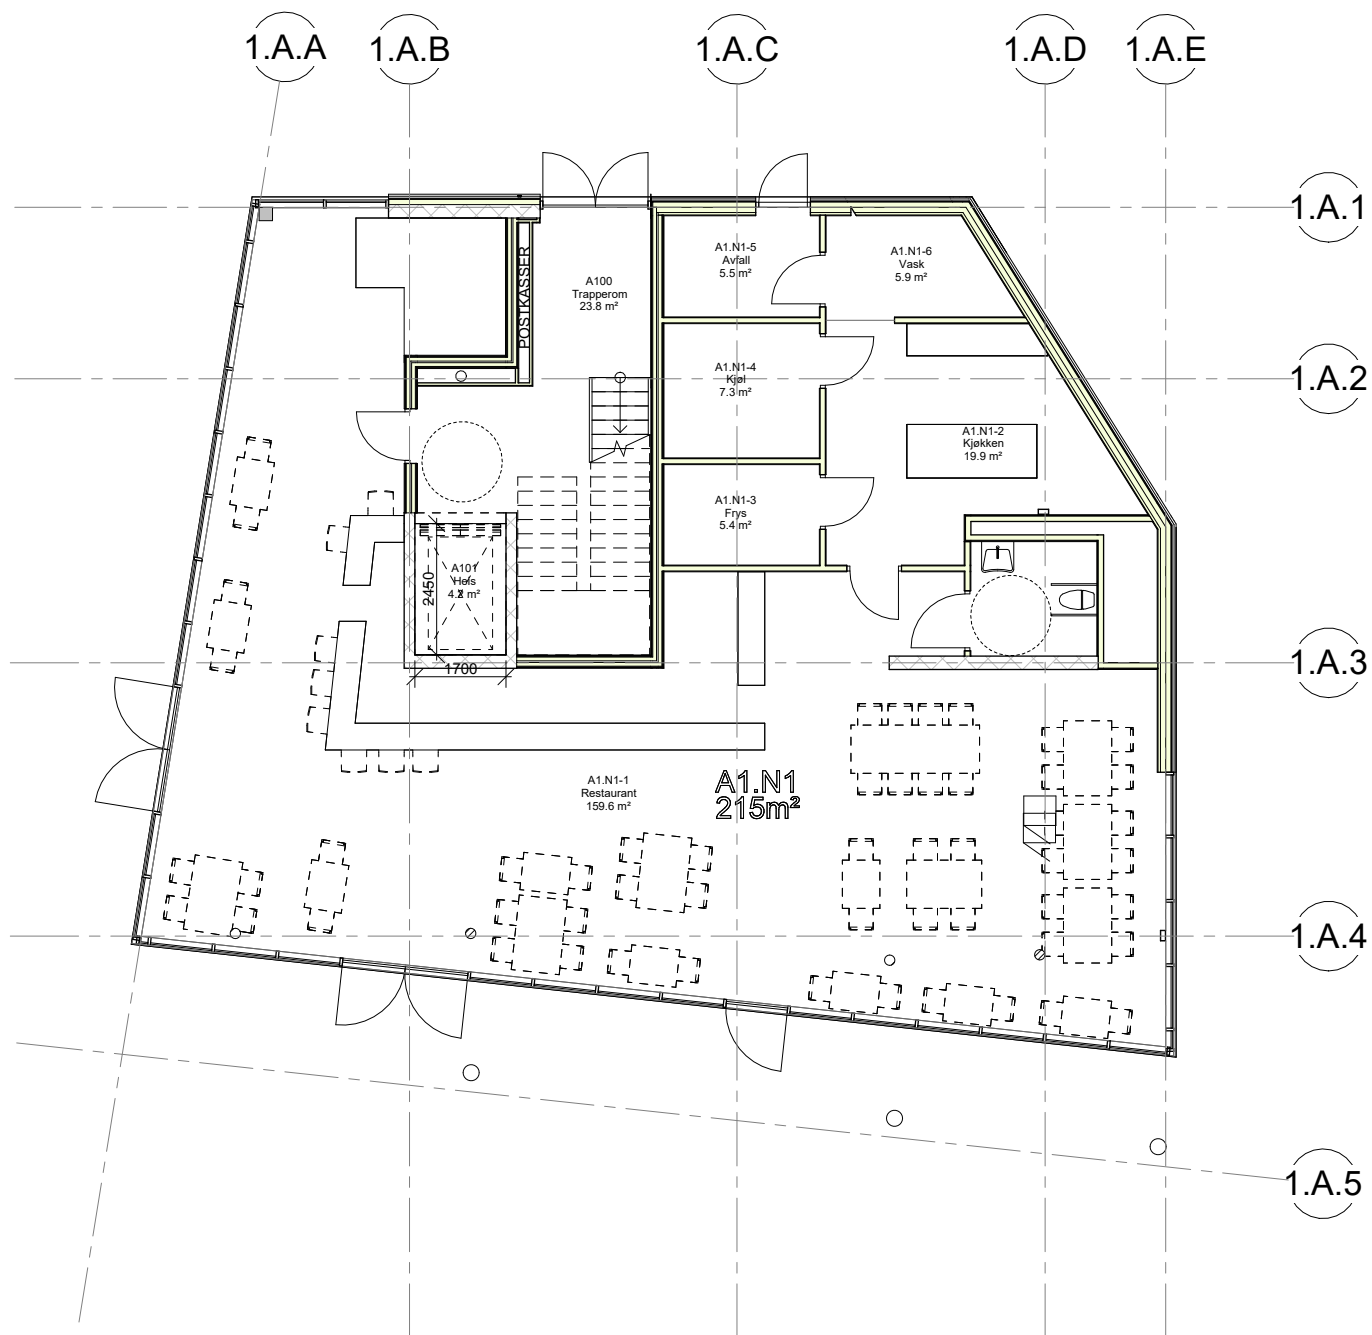 1.A.A
1.A.B
1.A.C
1.A.D
1.A.E
1.A.1
A1.N1-5
Avfall
5.5 m²
A1.N1-6
Vask
5.9 m²
A100
Trapperom
23.8 m²
POSTKASSER
1.A.2
A1.N1-4
Kjøl
7.3 m²
A1.N1-2
Kjøkken
19.9 m²
A1.N1-3
Frys
5.4 m²
A101
Heis
4.2 m²
2450
1700
1.A.3
A1.N1-1
Restaurant
159.6 m²
A1.N1
215m²
1.A.4
1.A.5